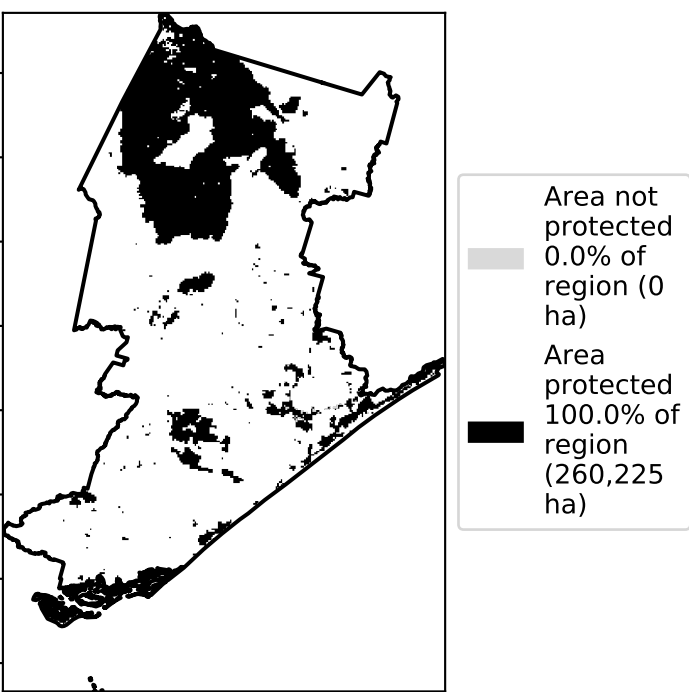 Area not
protected
0.0% of
region (0
ha)
Area
protected
100.0% of
region
(260,225
ha)